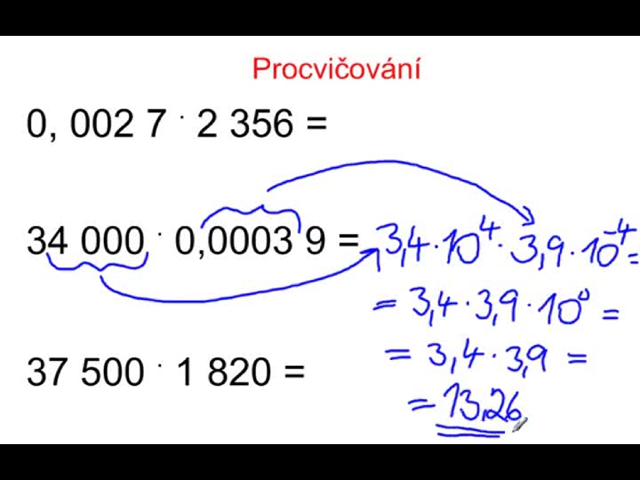 Procvičování
0, 002 7 · 2 356 =
34 000 · 0,0003 9 = 3,4 · 10⁴ · 3,9 · 10⁻⁴ =
= 3,4 · 3,9 · 10⁰ =
= 3,4 · 3,9 =
37 500 · 1 820 =
= 13,26